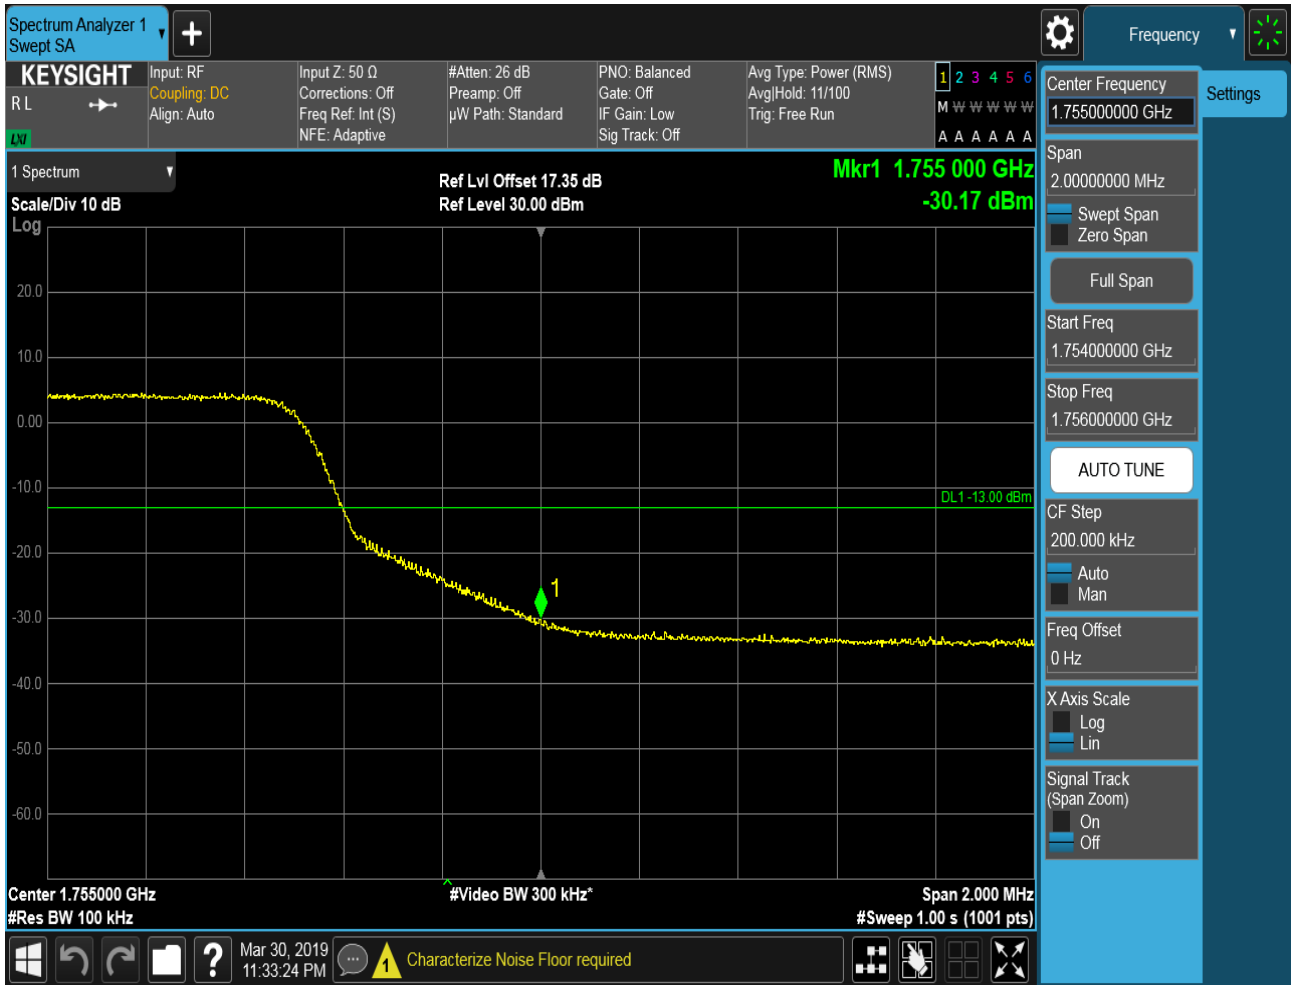 Spectrum Analyzer 1
Swept SA
Frequency
KEYSIGHT
R L
LXI
Input: RF
Coupling: DC
Align: Auto
Input Z: 50 Ω
Corrections: Off
Freq Ref: Int (S)
NFE: Adaptive
#Atten: 26 dB
Preamp: Off
µW Path: Standard
PNO: Balanced
Gate: Off
IF Gain: Low
Sig Track: Off
Avg Type: Power (RMS)
Avg|Hold: 11/100
Trig: Free Run
1 2 3 4 5 6
M W W W W W
A A A A A A
1 Spectrum
Scale/Div 10 dB
Log
Ref Lvl Offset 17.35 dB
Ref Level 30.00 dBm
Mkr1 1.755 000 GHz
-30.17 dBm
20.0
10.0
0.00
-10.0
-20.0
-30.0
-40.0
-50.0
-60.0
DL1 -13.00 dBm
1
Center 1.755000 GHz
#Res BW 100 kHz
#Video BW 300 kHz*
Span 2.000 MHz
#Sweep 1.00 s (1001 pts)
Center Frequency
1.755000000 GHz
Settings
Span
2.00000000 MHz
Swept Span
Zero Span
Full Span
Start Freq
1.754000000 GHz
Stop Freq
1.756000000 GHz
AUTO TUNE
CF Step
200.000 kHz
Auto
Man
Freq Offset
0 Hz
X Axis Scale
Log
Lin
Signal Track
(Span Zoom)
On
Off
?
Mar 30, 2019
11:33:24 PM
1
Characterize Noise Floor required